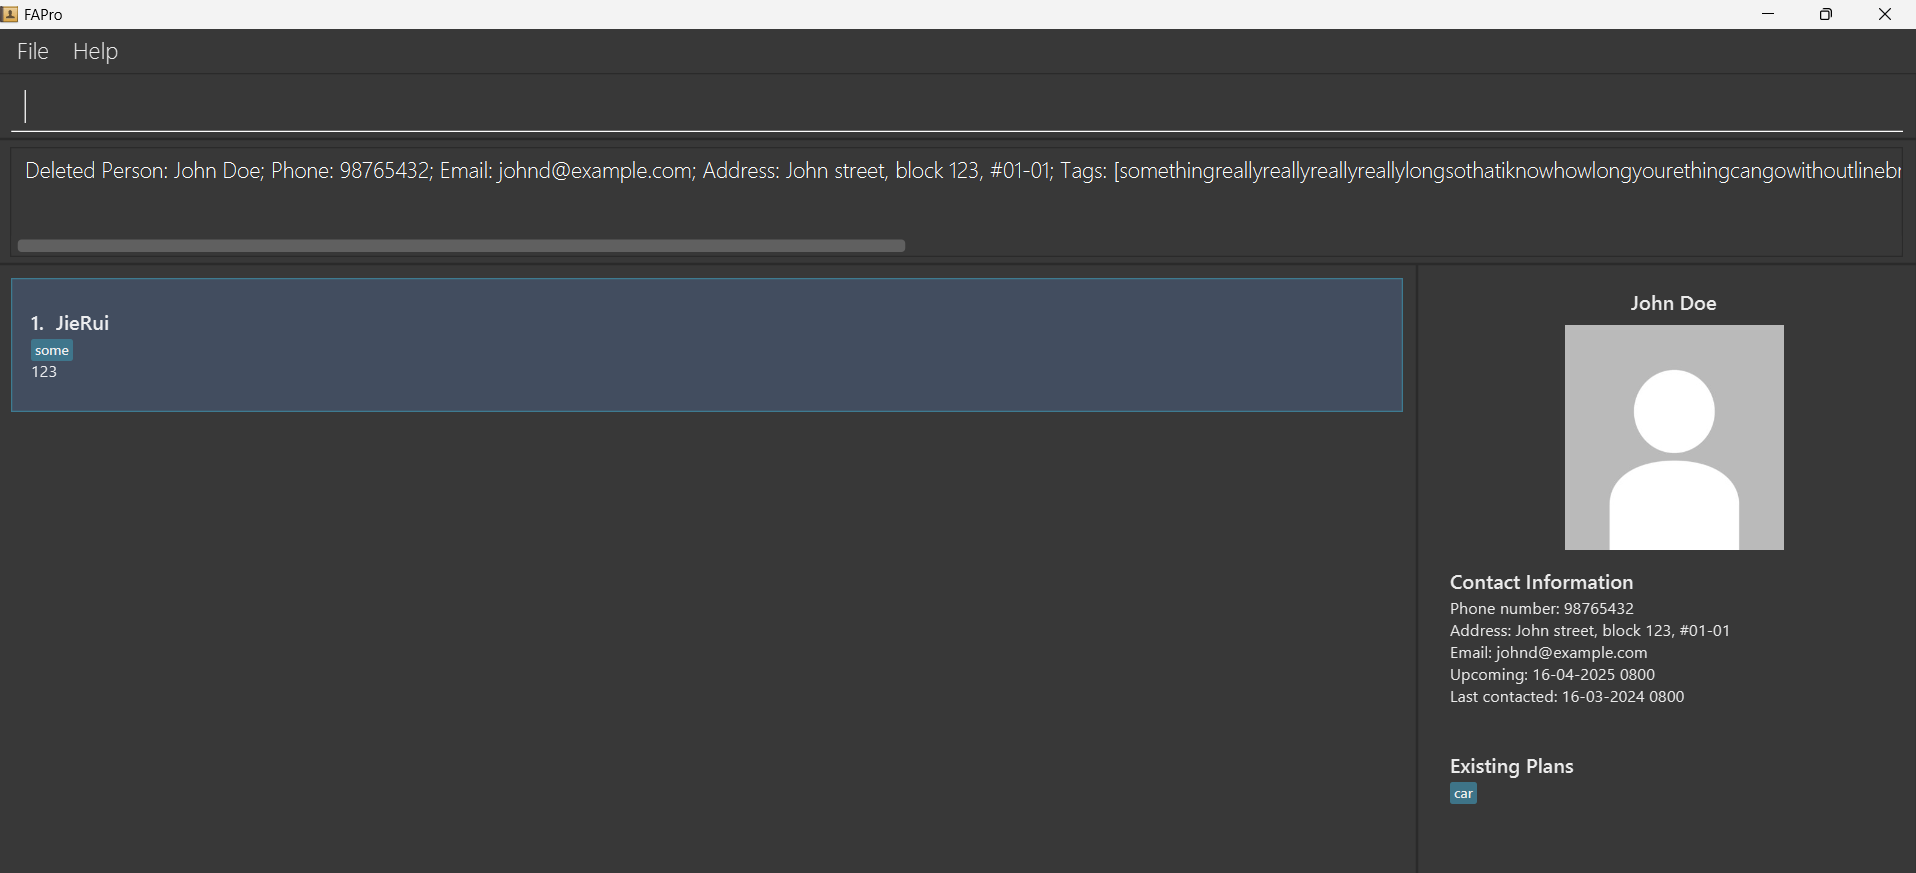 FAPro
File Help
Deleted Person: John Doe; Phone: 98765432; Email: johnd@example.com; Address: John street, block 123, #01-01; Tags: [somethingreallyreallyreallyreallylongsothatiknowhowlongyourethingcangowithoutlinebr
1. JieRui
some
123
John Doe
Contact Information
Phone number: 98765432
Address: John street, block 123, #01-01
Email: johnd@example.com
Upcoming: 16-04-2025 0800
Last contacted: 16-03-2024 0800
Existing Plans
car